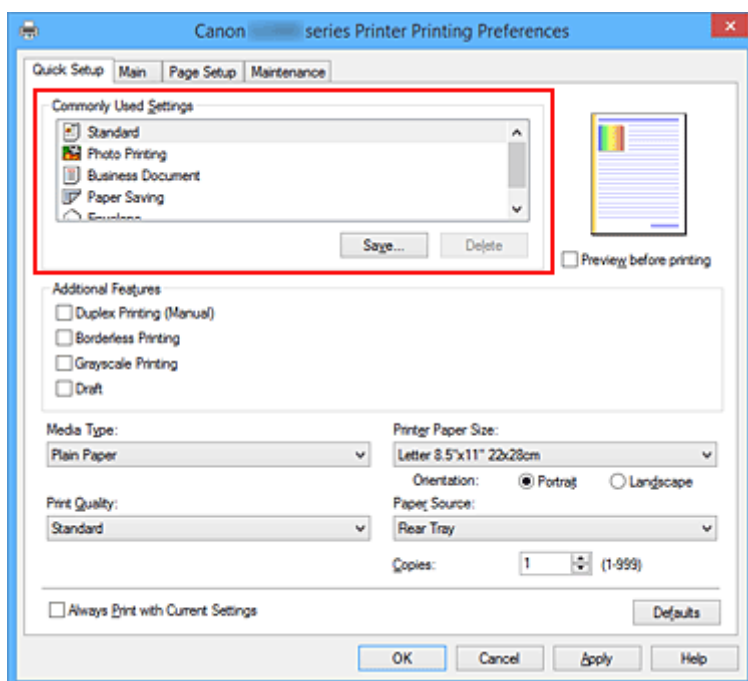 Canon series Printer Printing Preferences
Quick Setup Main Page Setup Maintenance
Commonly Used Settings
Standard
Photo Printing
Business Document
Paper Saving
Envelope
Save... Delete
Preview before printing
Additional Features
Duplex Printing (Manual)
Borderless Printing
Grayscale Printing
Draft
Media Type: Printer Paper Size:
Plain Paper Letter 8.5"x11" 22x28cm
Orientation: Portrait Landscape
Print Quality: Paper Source:
Standard Rear Tray
Copies: 1 (1-999)
Always Print with Current Settings Defaults
OK Cancel Apply Help